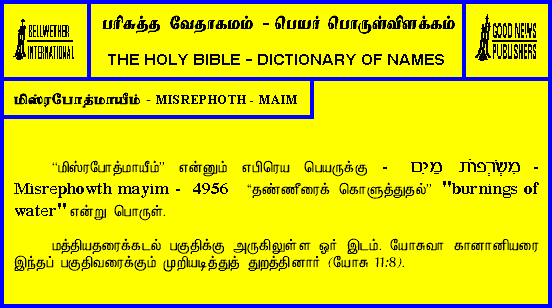 BELLWETHER
INTERNATIONAL
பரிசுத்த வேதாகமம் - பெயர் பொருள்விளக்கம்
THE HOLY BIBLE - DICTIONARY OF NAMES
GOOD NEWS
PUBLISHERS
மிஸ்ரபோத்மாயீம் - MISREPHOTH - MAIM
“மிஸ்ரபோத்மாயீம்” என்னும் எபிரெய பெயருக்கு - מִשְׂרְפוֹת מַיִם -
Misrephowth mayim - 4956 “தண்ணீரைக் கொளுத்துதல்” "burnings of
water" என்று பொருள்.
மத்தியதரைக்கடல் பகுதிக்கு அருகிலுள்ள ஓர் இடம். யோசுவா கானானியரை
இந்தப் பகுதிவரைக்கும் முறியடித்துத் துறத்தினார் (யோசு 11:8).